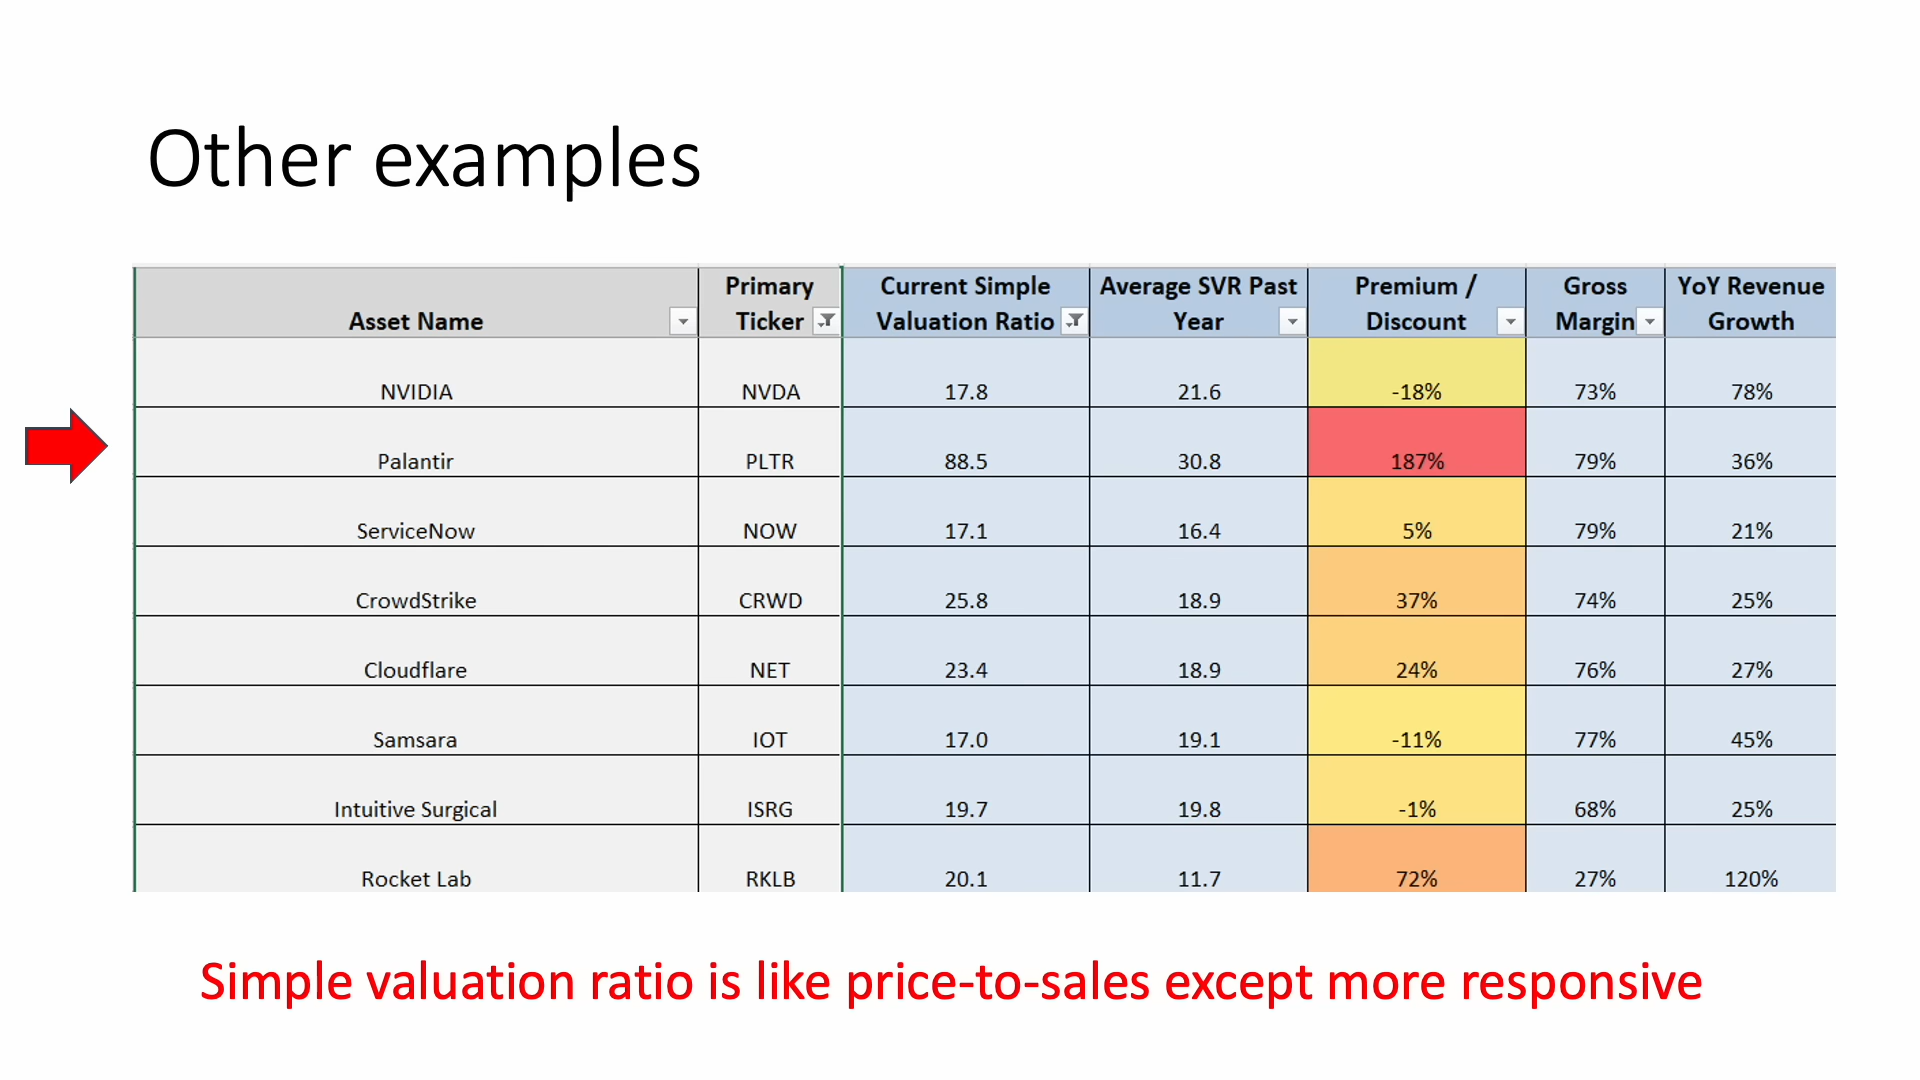 Other examples
Asset Name Primary Ticker Current Simple Valuation Ratio Average SVR Past Year Premium / Discount Gross Margin YoY Revenue Growth
NVIDIA NVDA 17.8 21.6 -18% 73% 78%
Palantir PLTR 88.5 30.8 187% 79% 36%
ServiceNow NOW 17.1 16.4 5% 79% 21%
CrowdStrike CRWD 25.8 18.9 37% 74% 25%
Cloudflare NET 23.4 18.9 24% 76% 27%
Samsara IOT 17.0 19.1 -11% 77% 45%
Intuitive Surgical ISRG 19.7 19.8 -1% 68% 25%
Rocket Lab RKLB 20.1 11.7 72% 27% 120%
Simple valuation ratio is like price-to-sales except more responsive